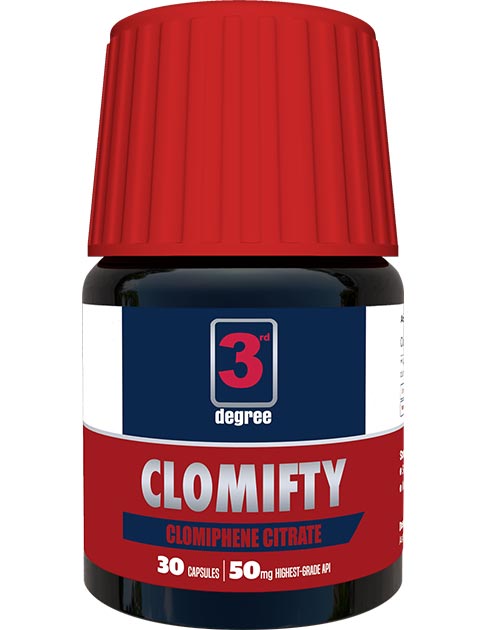 3rd
degree
CLOMIFTY
CLOMIPHENE CITRATE
30 CAPSULES | 50mg HIGHEST-GRADE API